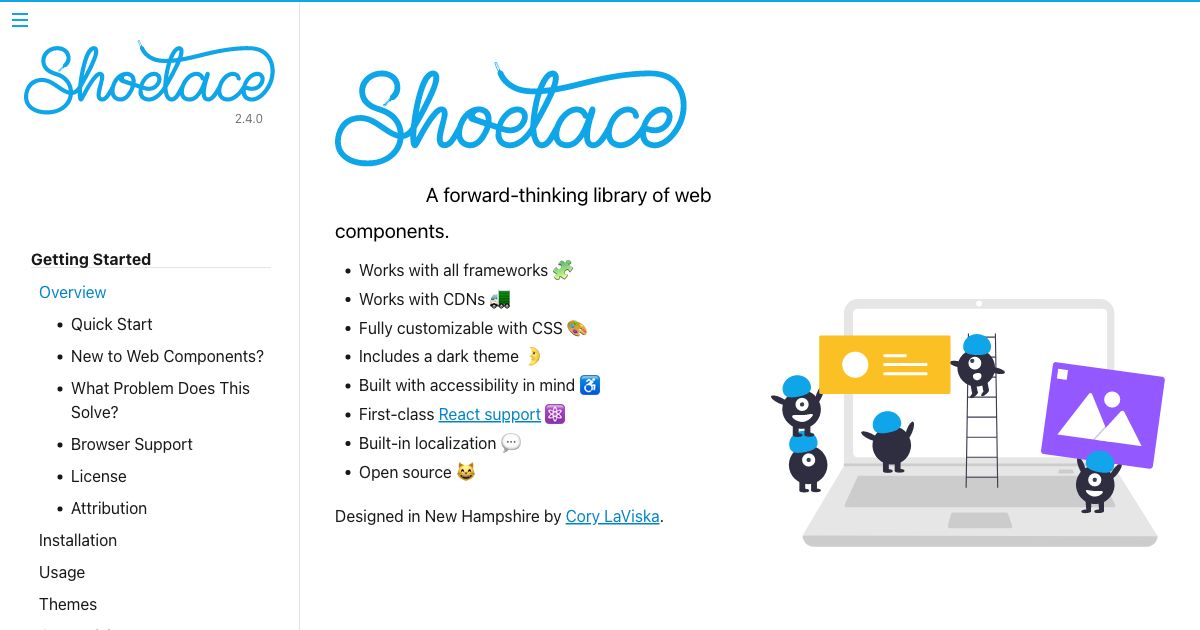 Shoelace
2.4.0
Getting Started
Overview
Quick Start
New to Web Components?
What Problem Does This
Solve?
Browser Support
License
Attribution
Installation
Usage
Themes
Shoelace
A forward-thinking library of web
components.
Works with all frameworks 🧩
Works with CDNs 🚛
Fully customizable with CSS 🎨
Includes a dark theme 🌛
Built with accessibility in mind ♿
First-class React support ⚛️
Built-in localization 💬
Open source 😸
Designed in New Hampshire by Cory LaViska.